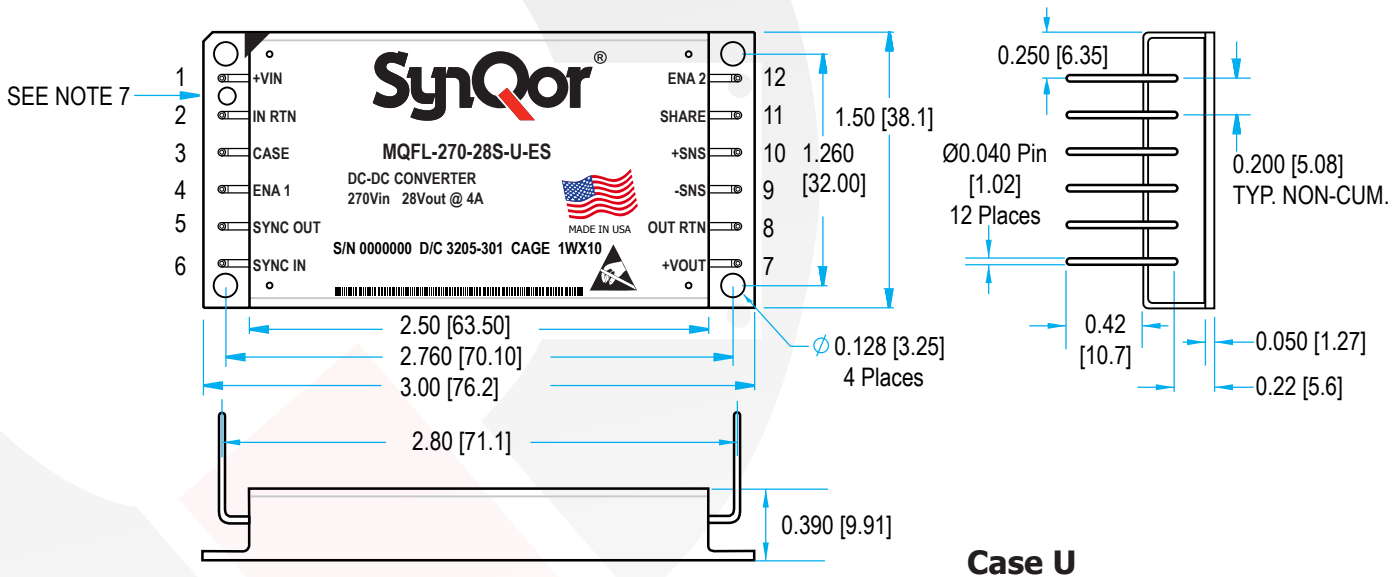 SEE NOTE 7
1
2
3
4
5
6
+VIN
IN RTN
CASE
ENA 1
SYNC OUT
SYNC IN
SynQor®
MQFL-270-28S-U-ES
DC-DC CONVERTER
270Vin 28Vout @ 4A
MADE IN USA
S/N 0000000 D/C 3205-301 CAGE 1WX10
ENA 2
SHARE
+SNS
-SNS
OUT RTN
+VOUT
12
11
10
9
8
7
1.50 [38.1]
1.260
[32.00]
2.50 [63.50]
2.760 [70.10]
3.00 [76.2]
Ø 0.128 [3.25]
4 Places
0.250 [6.35]
Ø0.040 Pin
[1.02]
12 Places
0.200 [5.08]
TYP. NON-CUM.
0.42
[10.7]
0.050 [1.27]
0.22 [5.6]
2.80 [71.1]
0.390 [9.91]
Case U